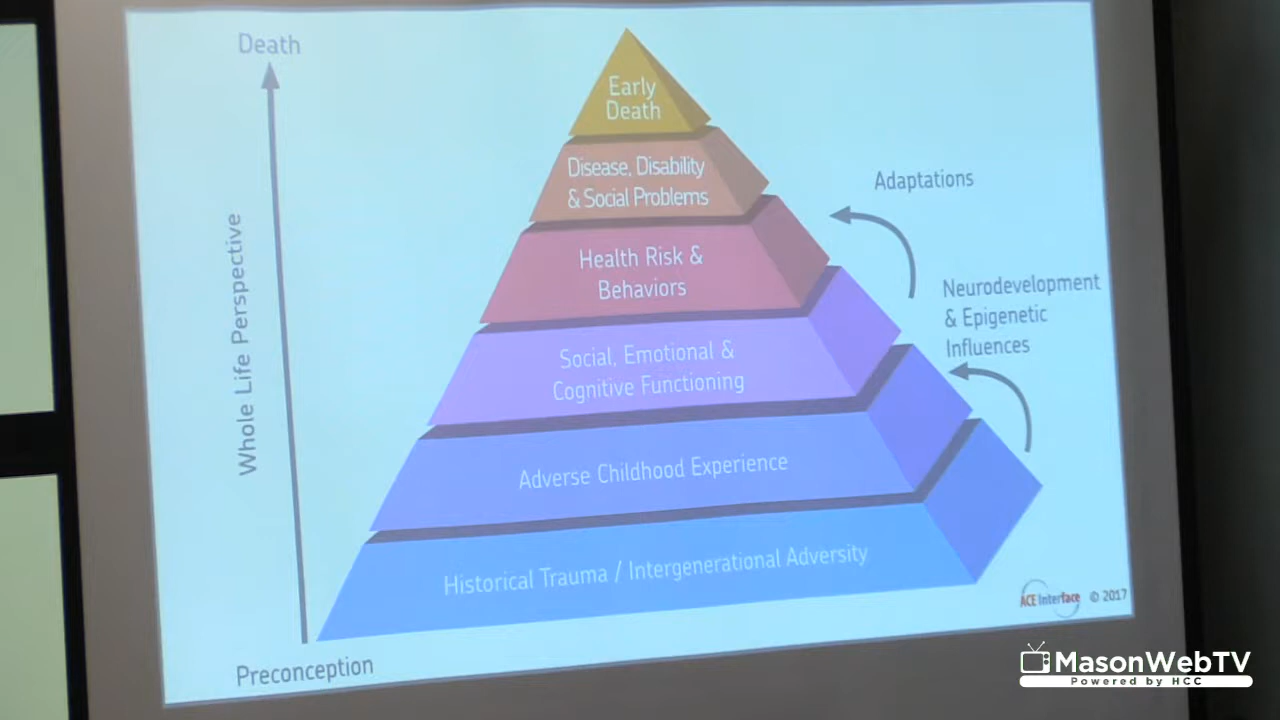 Death
Early
Death
Disease, Disability
& Social Problems
Adaptations
Health Risk &
Behaviors
Neurodevelopment
& Epigenetic
Influences
Social, Emotional &
Cognitive Functioning
Adverse Childhood Experience
Historical Trauma / Intergenerational Adversity
Whole Life Perspective
Preconception
ACE Interface © 2017
MasonWebTV
Powered by HCC